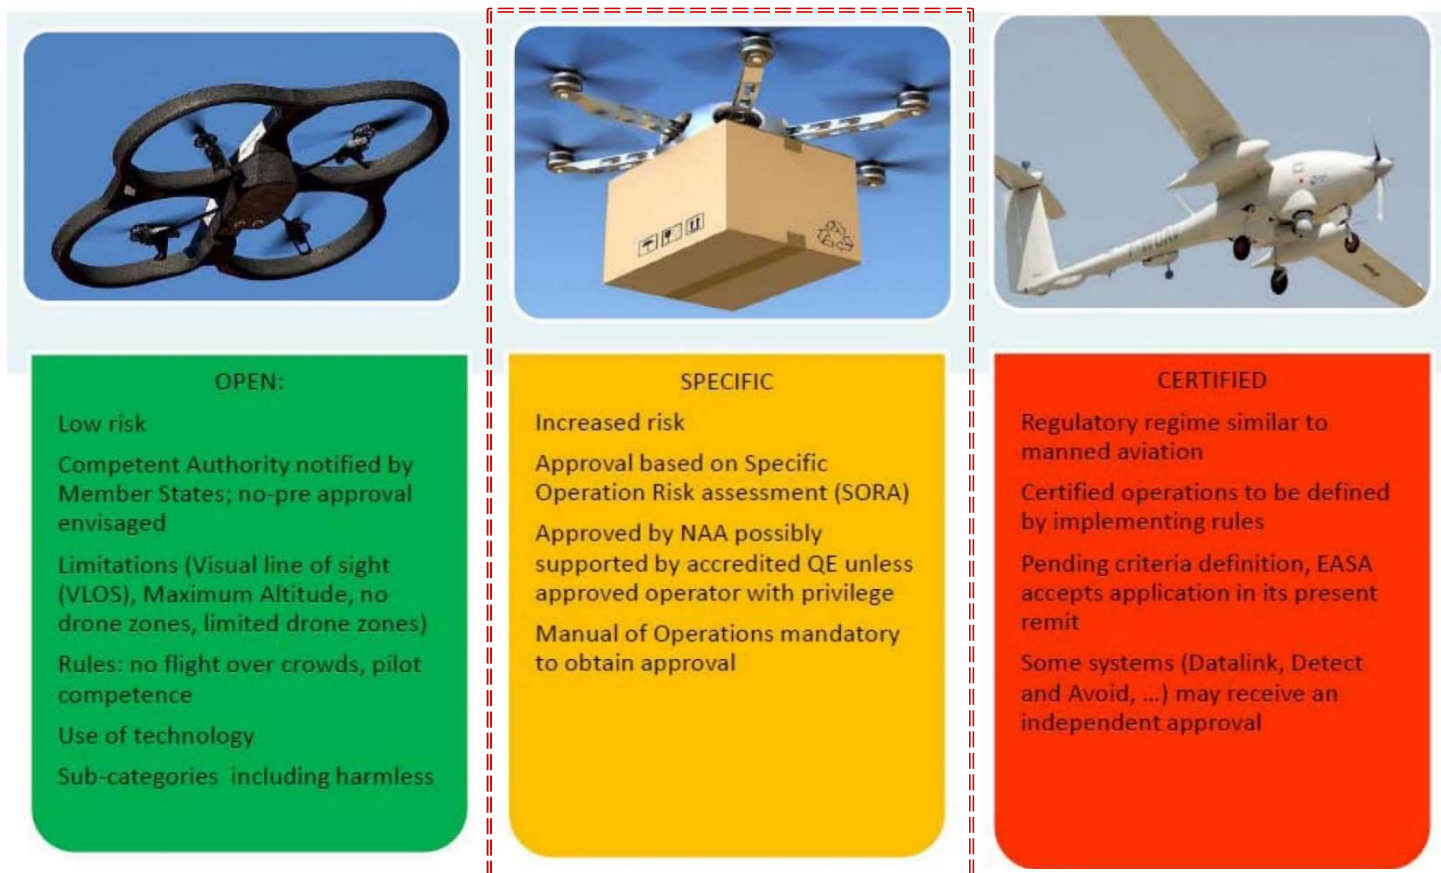 OPEN:
Low risk
Competent Authority notified by
Member States; no-pre approval
envisaged
Limitations (Visual line of sight
(VLOS), Maximum Altitude, no
drone zones, limited drone zones)
Rules: no flight over crowds, pilot
competence
Use of technology
Sub-categories including harmless
SPECIFIC
Increased risk
Approval based on Specific
Operation Risk assessment (SORA)
Approved by NAA possibly
supported by accredited QE unless
approved operator with privilege
Manual of Operations mandatory
to obtain approval
CERTIFIED
Regulatory regime similar to
manned aviation
Certified operations to be defined
by implementing rules
Pending criteria definition, EASA
accepts application in its present
remit
Some systems (Datalink, Detect
and Avoid, ...) may receive an
independent approval